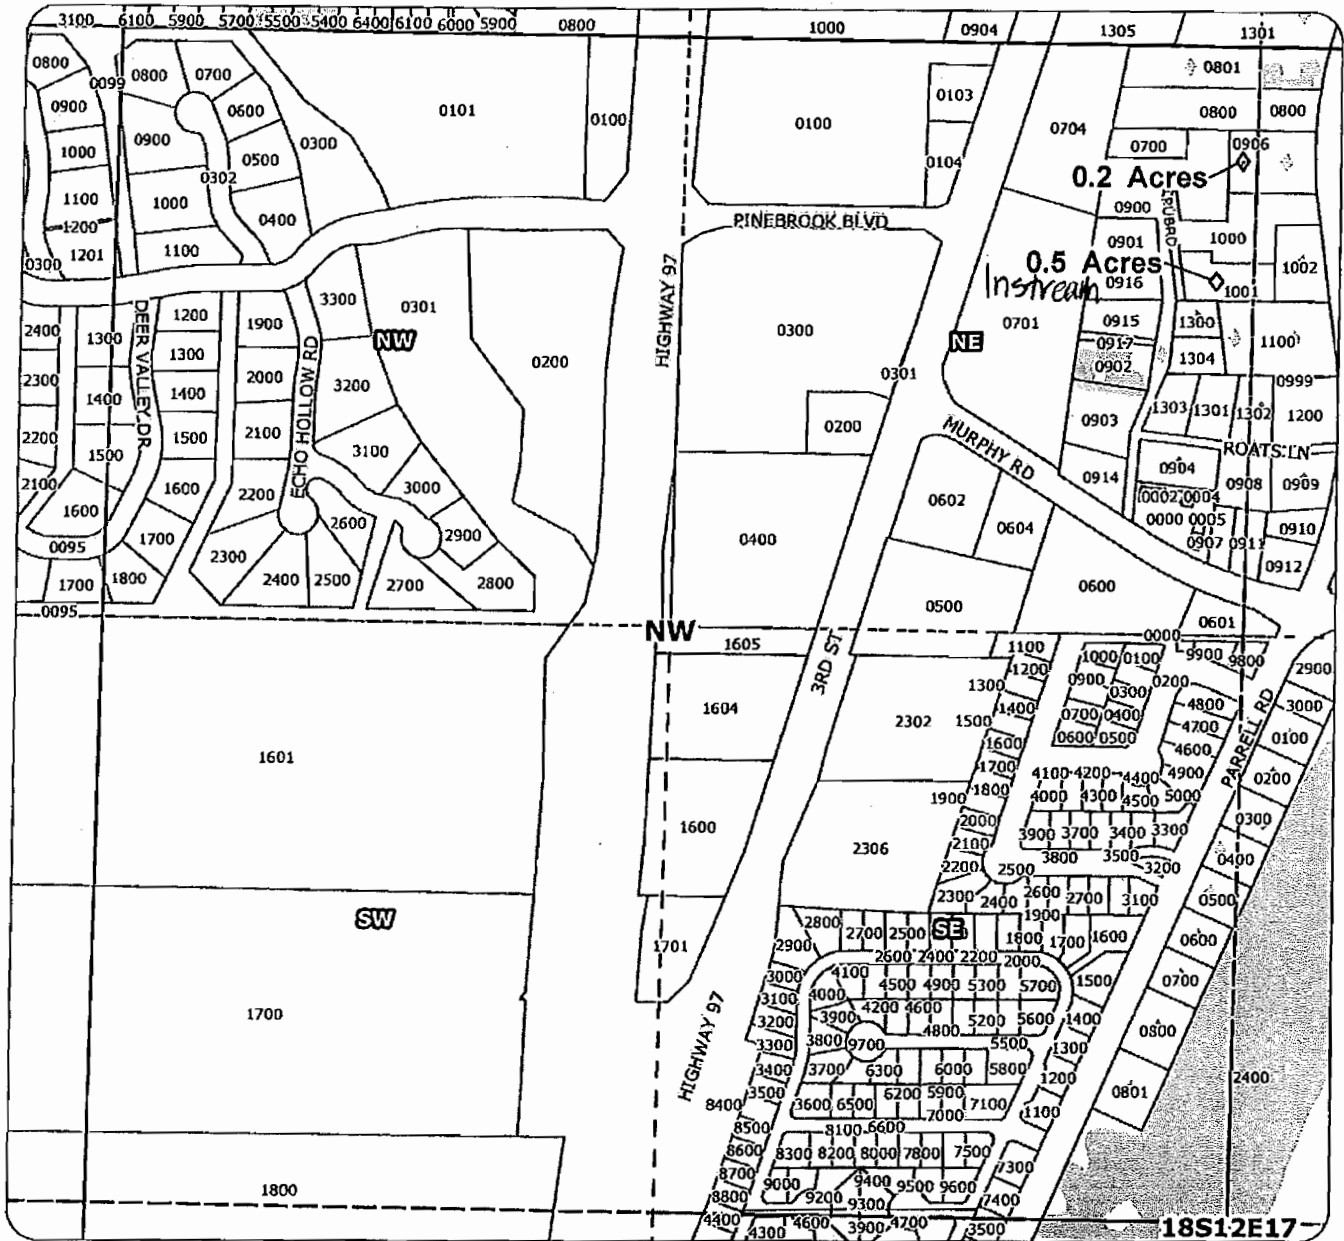 3100 6100 5900 5700 5500 5400 6400 6100 6000 5900 0800 1000 0904 1305 1301
0800 0099 0800 0700 0801
0900 0600 0101 0100 0100 0103 0704 0800 0800
1000 0900 0500 0300 0104 0700 0906
0302 0.2 Acres
1100 1000 0400 0900
1200 PINEBROOK BLVD
1201 1100 0901 1000
0300 0.5 Acres 1002
Instream 0916 1001
HIGHWAY 97
DEER VALLEY DR
ECHO HOLLOW RD
2400 1300 1200 1900 3300 0301 0300 0701 0915 1300
NW NE 0917 1100
2300 1300 2000 3200 0200 0301 0902 1304
1400 1400 0999
2200 1500 1500 2100 3100 0200 0903 1303 1301 1302 1200
MURPHY RD ROATS LN
2100 1600 1600 2200 3000 0602 0914 0904 0908 0909
0002 0004
0095 1700 2300 2600 2900 0400 0604 0000 0005 0910
0907 0911
1700 1800 2400 2500 2700 2800 0600 0912
0095 0500 0601
NW 1605 0000
3RD ST
1100 1000 0100 9900 9800 2900
1200 0900 0200
1300 0300 3000
1604 2302 1500 1400 0700 0400 4800 0100
1600 0600 0500 4700
PARRELL RD
1601 1700 4100 4200 4400 4600 4900 0200
1900 1800 4000 4300 4500 5000
1600 2306 2000 3900 3700 3400 3300 0300
2100 3800 3500 3200 0400
2200 2500
2300 2400 2600 2700 3100 0500
SW 1900
1701 2800 2700 2500 SE 1800 1700 1600 0600
2900 2600 2400 2200 2000
3000 4100 4500 4900 5300 5700 1500 0700
1700 3100 4000 4200 4600
3200 3900 4800 5200 5600 1400 0800
HIGHWAY 97
3300 3800 9700 5500 1300
3400 3700 6300 6000 5800 1200 2400
3500 6200 5900 0801
8400 3600 6500 7000 7100 1100
8500 8100 6600
8600 8300 8200 8000 7800 7500 7300
8700 9000 9400
1800 8800 9200 9300 9500 9600 7400
4400 4300 4600 3900 4700 3500 18S12E17